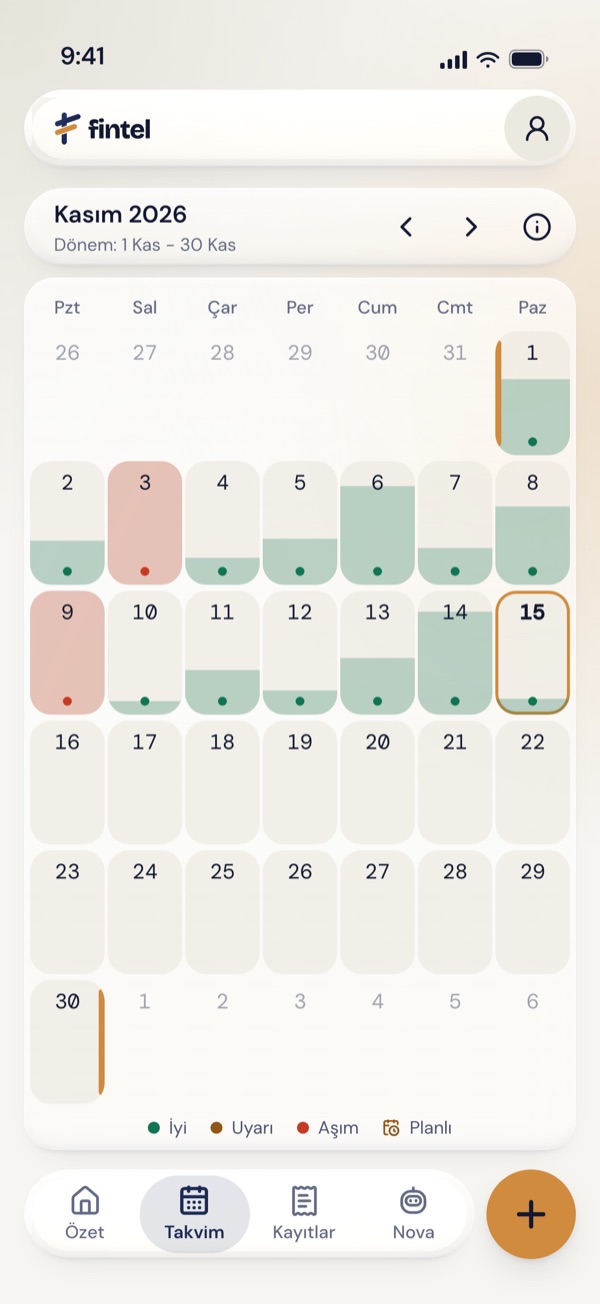 9:41
fintel
Kasım 2026
Dönem: 1 Kas – 30 Kas
Pzt Sal Çar Per Cum Cmt Paz
26 27 28 29 30 31 1
2 3 4 5 6 7 8
9 10 11 12 13 14 15
16 17 18 19 20 21 22
23 24 25 26 27 28 29
30 1 2 3 4 5 6
İyi Uyarı Aşım Planlı
Özet Takvim Kayıtlar Nova